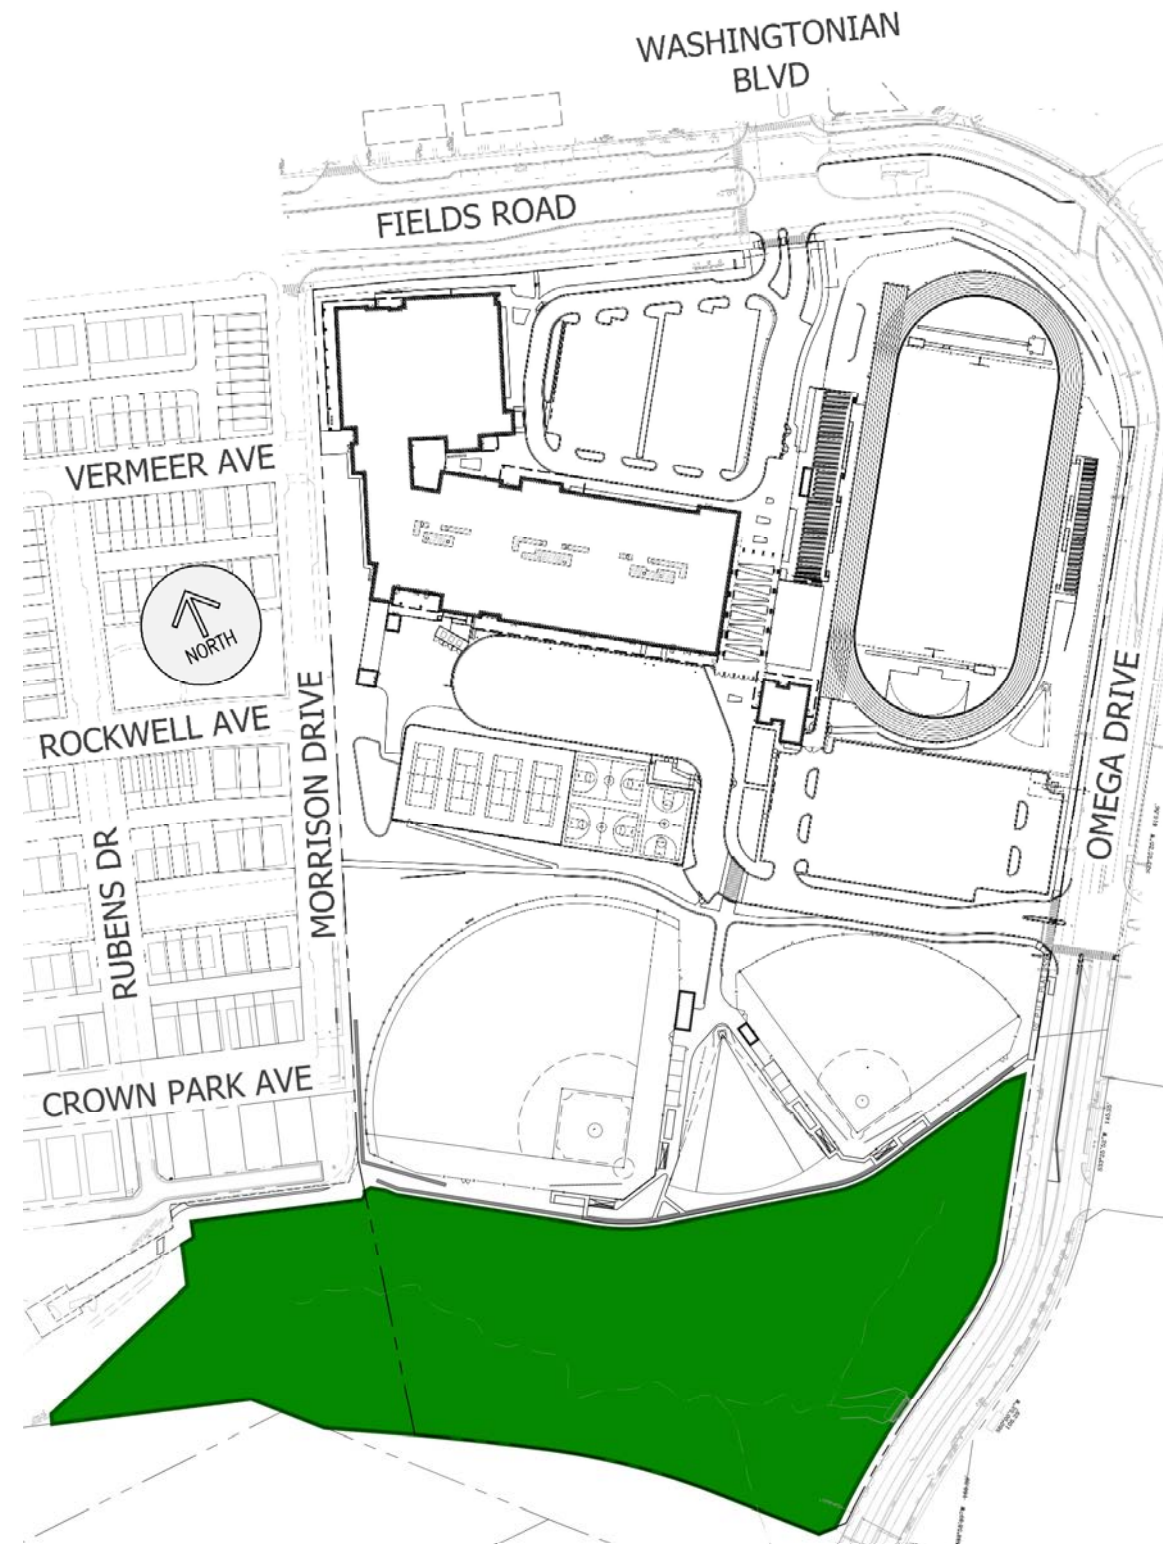 WASHINGTONIAN
BLVD
FIELDS ROAD
VERMEER AVE
NORTH
ROCKWELL AVE
MORRISON DRIVE
OMEGA DRIVE
RUBENS DR
CROWN PARK AVE